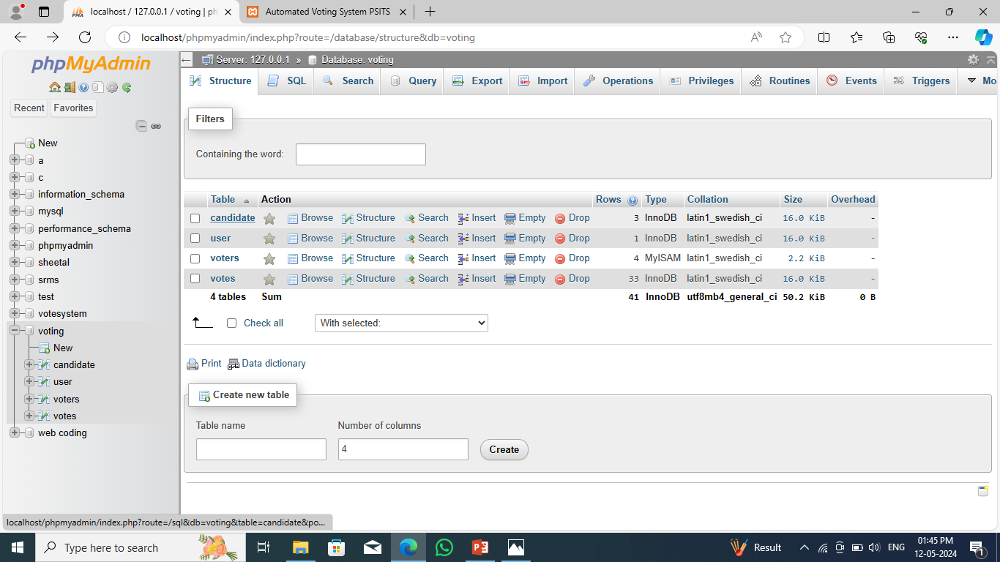 localhost / 127.0.0.1 / voting | ph
Automated Voting System PSITS
localhost/phpmyadmin/index.php?route=/database/structure&db=voting
phpMyAdmin
Recent Favorites
New
a
c
information_schema
mysql
performance_schema
phpmyadmin
sheetal
srms
test
votesystem
voting
New
candidate
user
voters
votes
web coding
Server: 127.0.0.1 » Database: voting
Structure SQL Search Query Export Import Operations Privileges Routines Events Triggers Mo
Filters
Containing the word:
Table Action Rows Type Collation Size Overhead
candidate Browse Structure Search Insert Empty Drop 3 InnoDB latin1_swedish_ci 16.0 KiB -
user Browse Structure Search Insert Empty Drop 1 InnoDB latin1_swedish_ci 16.0 KiB -
voters Browse Structure Search Insert Empty Drop 4 MyISAM latin1_swedish_ci 2.2 KiB -
votes Browse Structure Search Insert Empty Drop 33 InnoDB latin1_swedish_ci 16.0 KiB -
4 tables Sum 41 InnoDB utf8mb4_general_ci 50.2 KiB 0 B
Check all With selected:
Print Data dictionary
Create new table
Table name Number of columns
4 Create
localhost/phpmyadmin/index.php?route=/sql&db=voting&table=candidate&po...
Type here to search
Result
ENG
01:45 PM
12-05-2024
1